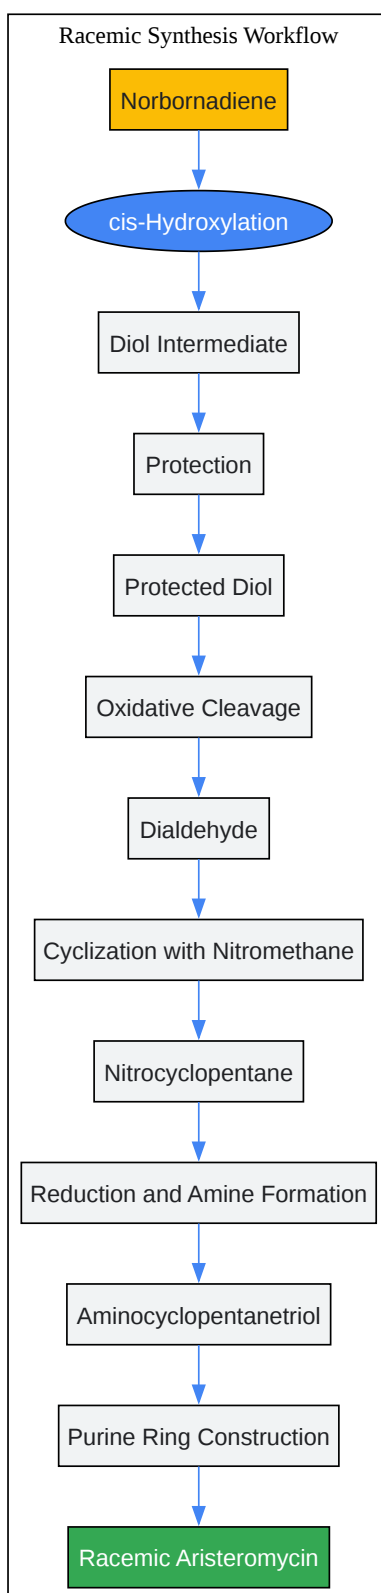 Racemic Synthesis Workflow
Norbornadiene
cis-Hydroxylation
Diol Intermediate
Protection
Protected Diol
Oxidative Cleavage
Dialdehyde
Cyclization with Nitromethane
Nitrocyclopentane
Reduction and Amine Formation
Aminocyclopentanetriol
Purine Ring Construction
Racemic Aristeromycin